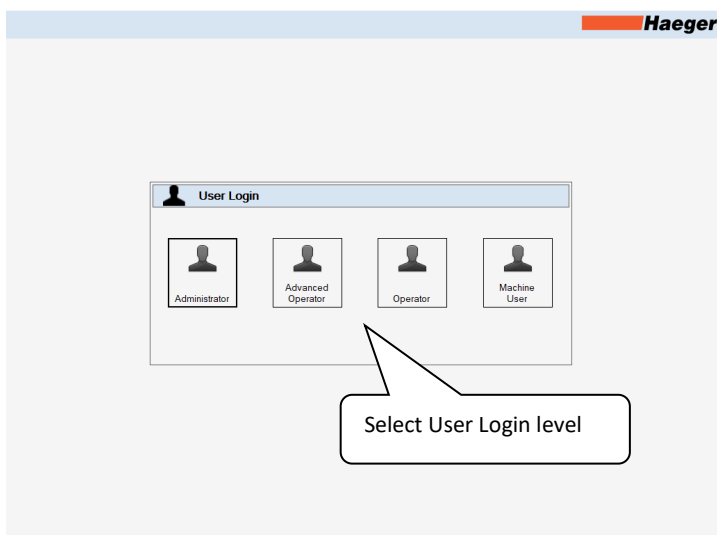 Haeger
User Login
Administrator
Advanced
Operator
Operator
Machine
User
Select User Login level